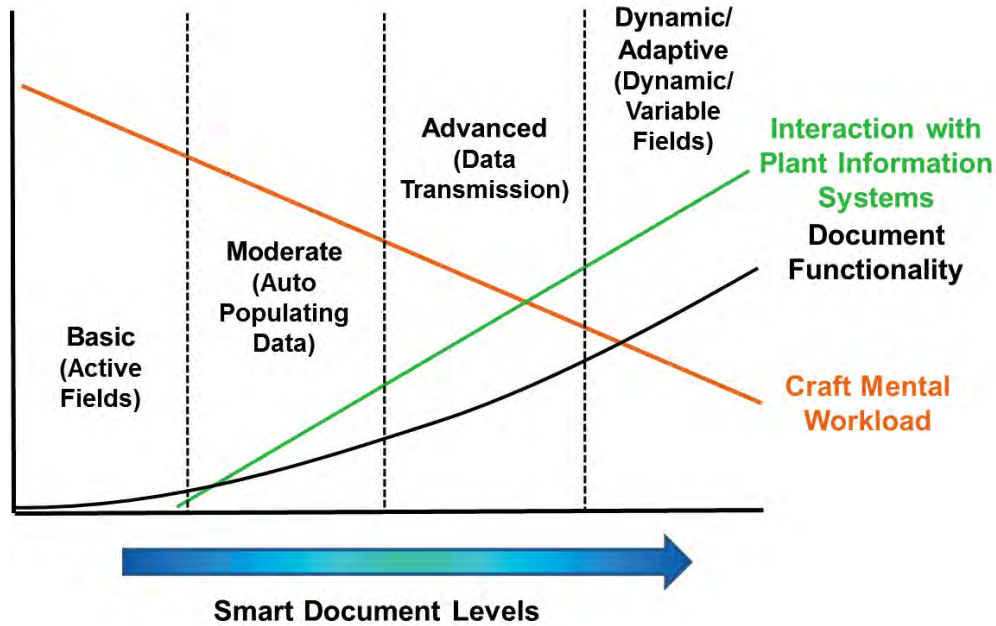 Basic
(Active
Fields)
Moderate
(Auto
Populating
Data)
Advanced
(Data
Transmission)
Dynamic/
Adaptive
(Dynamic/
Variable
Fields)
Interaction with
Plant Information
Systems
Document
Functionality
Craft Mental
Workload
Smart Document Levels